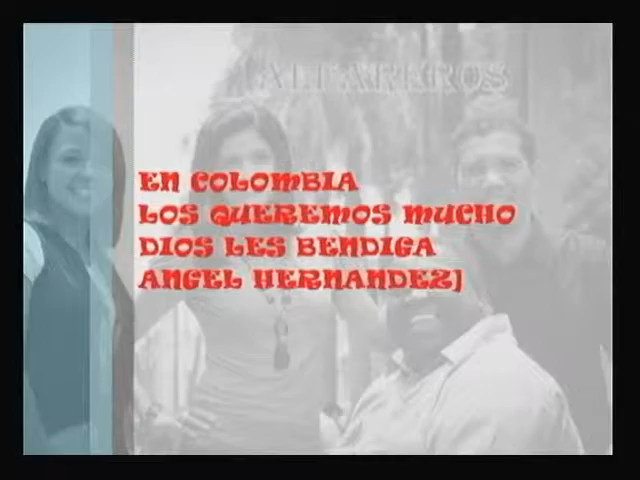 ALFAREROS
EN COLOMBIA
LOS QUEREMOS MUCHO
DIOS LES BENDIGA
ANGEL HERNANDEZ]